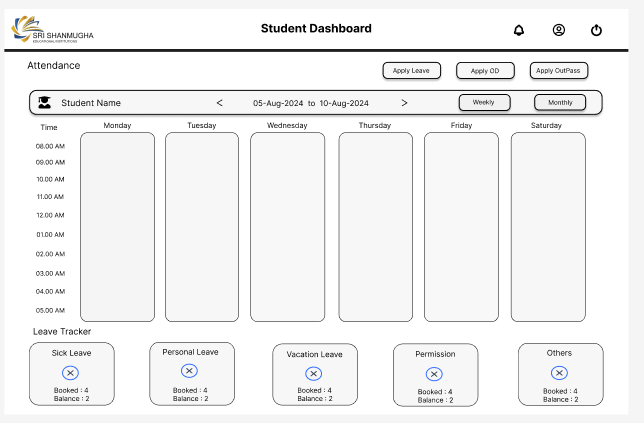 SRI SHANMUGHA
EDUCATIONAL INSTITUTIONS
Student Dashboard
Attendance
Apply Leave
Apply OD
Apply OutPass
Student Name
< 05-Aug-2024 to 10-Aug-2024 >
Weekly
Monthly
Time
Monday
Tuesday
Wednesday
Thursday
Friday
Saturday
08.00 AM
09.00 AM
10.00 AM
11.00 AM
12.00 AM
01.00 AM
02.00 AM
03.00 AM
04.00 AM
05.00 AM
Leave Tracker
Sick Leave
Booked : 4
Balance : 2
Personal Leave
Booked : 4
Balance : 2
Vacation Leave
Booked : 4
Balance : 2
Permission
Booked : 4
Balance : 2
Others
Booked : 4
Balance : 2